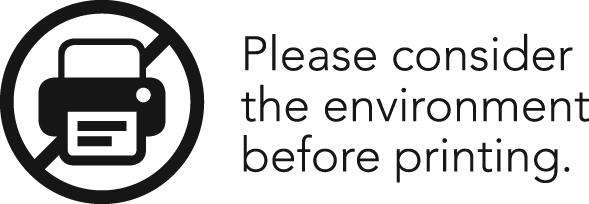 Please consider
the environment
before printing.